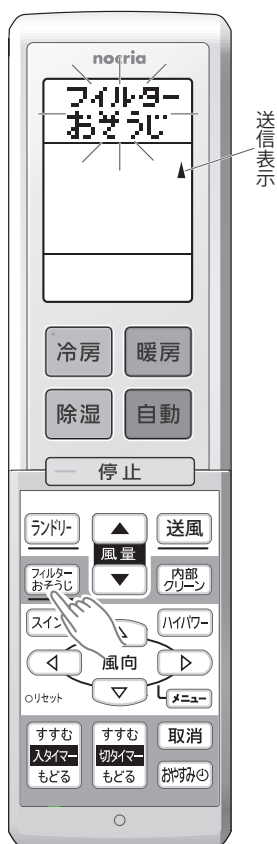 nocria
フィルター
おそうじ
送信表示
冷房
暖房
除湿
自動
停止
ランドリー
風量
送風
フィルター
おそうじ
内部
クリーン
スイン
ハイパワー
風向
リセット
メニュー
すすむ
入タイマー
もどる
すすむ
切タイマー
もどる
取消
おやすみ